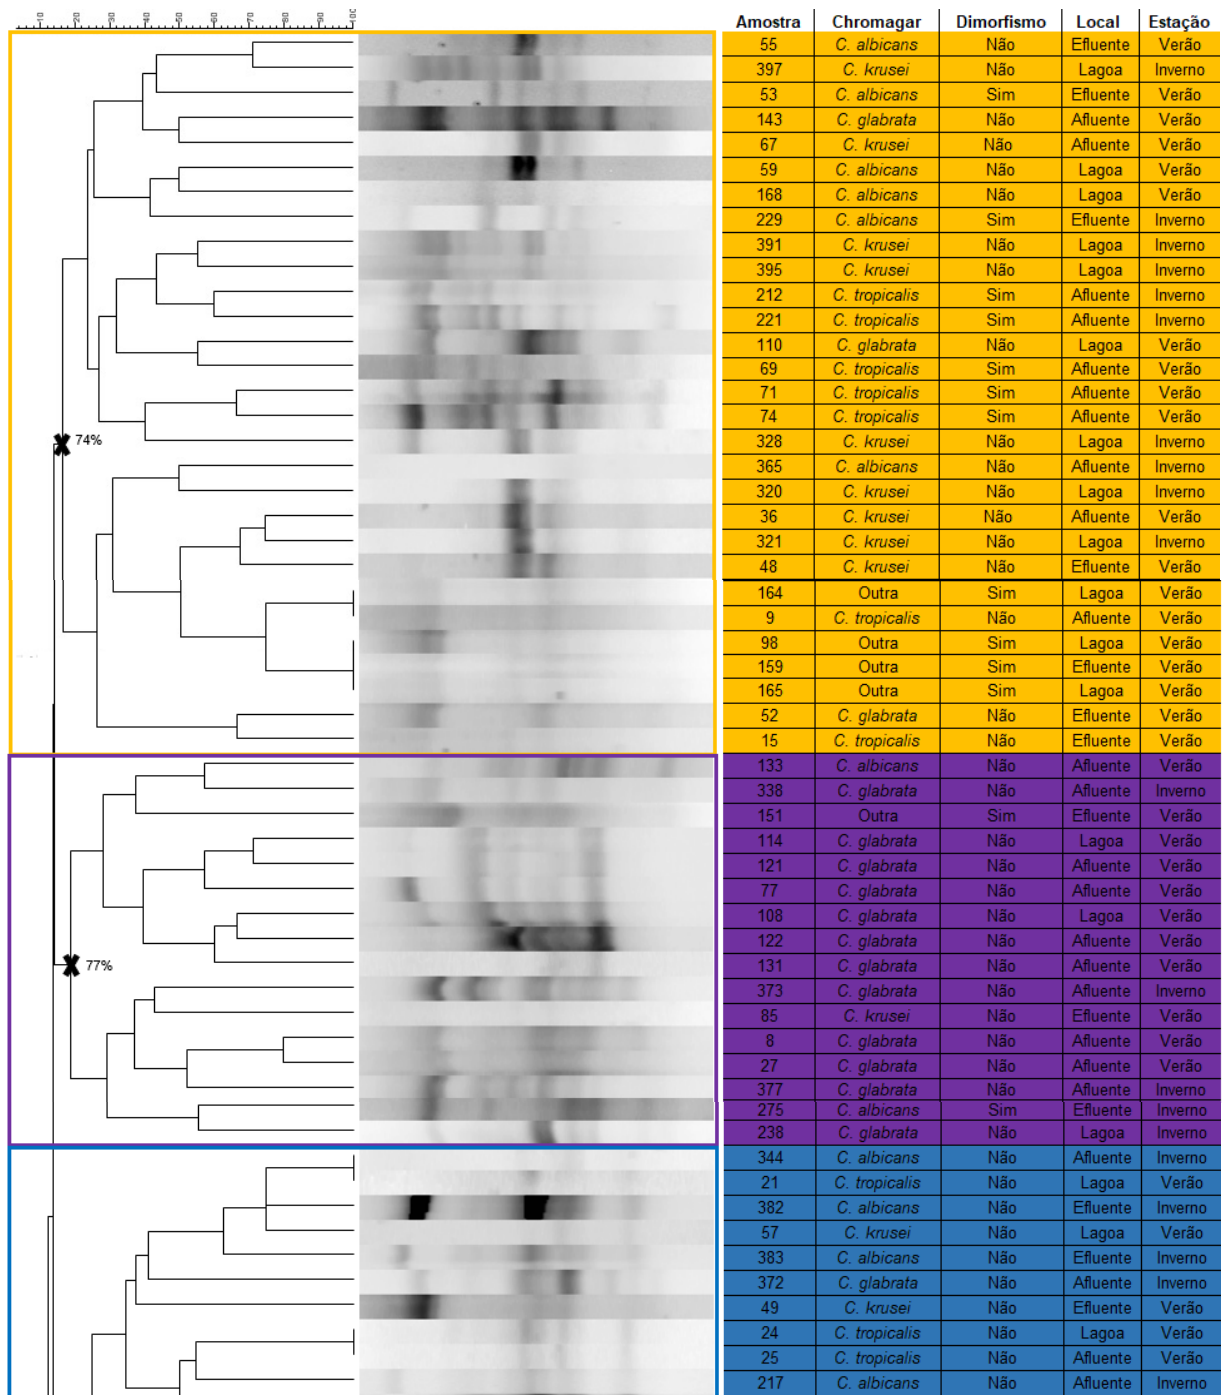 10 20 30 40 50 60 70 80 90 100
Amostra Chromagar Dimorfismo Local Estação
55 C. albicans Não Efluente Verão
397 C. krusei Não Lagoa Inverno
53 C. albicans Sim Efluente Verão
143 C. glabrata Não Afluente Verão
67 C. krusei Não Afluente Verão
59 C. albicans Não Lagoa Verão
168 C. albicans Não Lagoa Verão
229 C. albicans Sim Efluente Inverno
391 C. krusei Não Lagoa Inverno
395 C. krusei Não Lagoa Inverno
212 C. tropicalis Sim Afluente Inverno
221 C. tropicalis Sim Afluente Inverno
110 C. glabrata Não Lagoa Verão
69 C. tropicalis Sim Afluente Verão
71 C. tropicalis Sim Afluente Verão
74 C. tropicalis Sim Afluente Verão
74% 328 C. krusei Não Lagoa Inverno
365 C. albicans Não Afluente Inverno
320 C. krusei Não Lagoa Inverno
36 C. krusei Não Afluente Verão
321 C. krusei Não Lagoa Inverno
48 C. krusei Não Efluente Verão
164 Outra Sim Lagoa Verão
9 C. tropicalis Não Afluente Verão
98 Outra Sim Lagoa Verão
159 Outra Sim Efluente Verão
165 Outra Sim Lagoa Verão
52 C. glabrata Não Efluente Verão
15 C. tropicalis Não Efluente Verão
133 C. albicans Não Afluente Verão
338 C. glabrata Não Afluente Inverno
151 Outra Sim Efluente Verão
114 C. glabrata Não Lagoa Verão
121 C. glabrata Não Afluente Verão
77 C. glabrata Não Afluente Verão
108 C. glabrata Não Lagoa Verão
122 C. glabrata Não Afluente Verão
77% 131 C. glabrata Não Afluente Verão
373 C. glabrata Não Afluente Inverno
85 C. krusei Não Efluente Verão
8 C. glabrata Não Afluente Verão
27 C. glabrata Não Afluente Verão
377 C. glabrata Não Afluente Inverno
275 C. albicans Sim Efluente Inverno
238 C. glabrata Não Lagoa Inverno
344 C. albicans Não Afluente Inverno
21 C. tropicalis Não Lagoa Verão
382 C. albicans Não Efluente Inverno
57 C. krusei Não Lagoa Verão
383 C. albicans Não Efluente Inverno
372 C. glabrata Não Afluente Inverno
49 C. krusei Não Efluente Verão
24 C. tropicalis Não Lagoa Verão
25 C. tropicalis Não Afluente Verão
217 C. albicans Não Afluente Inverno